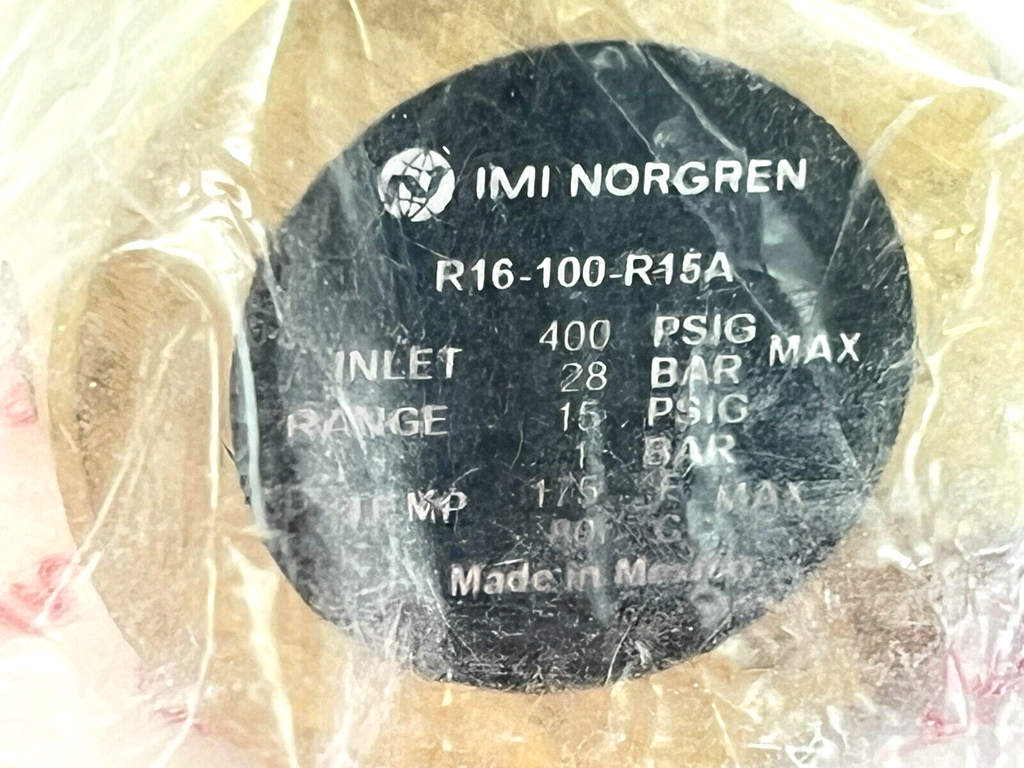 IMI NORGREN
R16-100-R15A
INLET 400 PSIG MAX
28 BAR
RANGE 15 PSIG
1 BAR
TEMP 175 F MAX
C
Made in Mexico